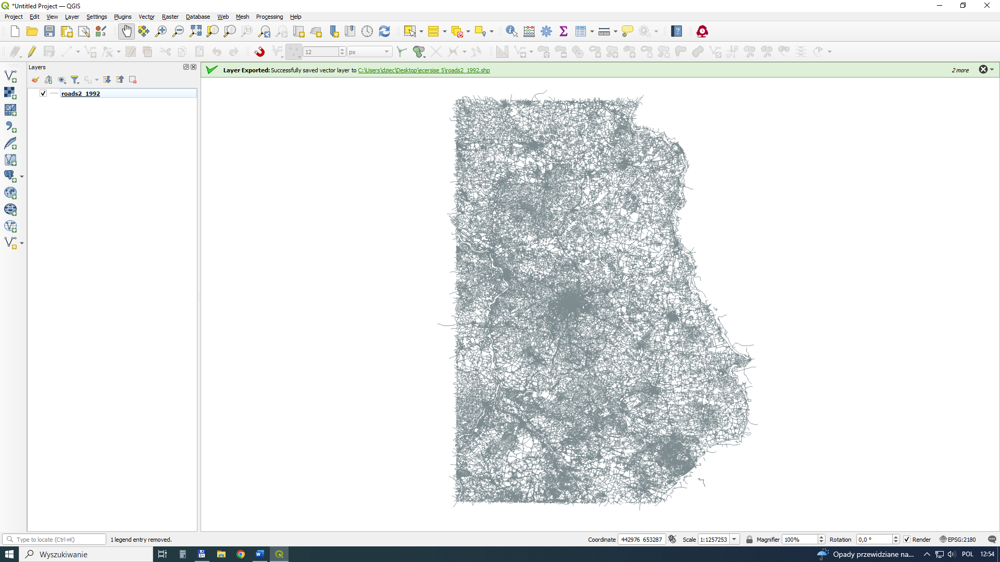 *Untitled Project — QGIS
Project Edit View Layer Settings Plugins Vector Raster Database Web Mesh Processing Help
12 px
Layers
Layer Exported: Successfully saved vector layer to C:\Users\dziec\Desktop\ecersise 5\roads2_1992.shp 2 more
roads2_1992
Type to locate (Ctrl+K) 1 legend entry removed. Coordinate 442976 653287 Scale 1:1257253 Magnifier 100% Rotation 0,0 ° Render EPSG:2180
Wyszukiwanie Opady przewidziane na... POL 12:54